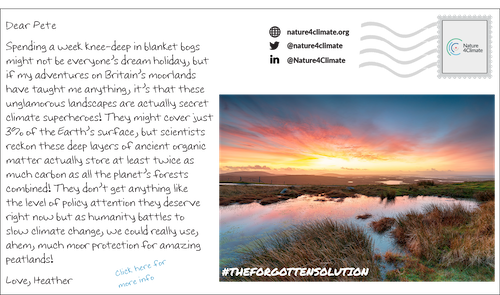 Dear Pete
Spending a week knee-deep in blanket bogs
might not be everyone's dream holiday, but
if my adventures on Britain's moorlands
have taught me anything, it's that these
unglamorous landscapes are actually secret
climate superheroes! They might cover just
3% of the Earth's surface, but scientists
reckon these deep layers of ancient organic
matter actually store at least twice as
much carbon as all the planet's forests
combined! They don't get anything like
the level of policy attention they deserve
right now but as humanity battles to
slow climate change, we could really use,
ahem, much moor protection for amazing
peatlands!
Love, Heather
Click here for
more info
nature4climate.org
@nature4climate
@Nature4Climate
Nature
4Climate
#THEFORGOTTENSOLUTION